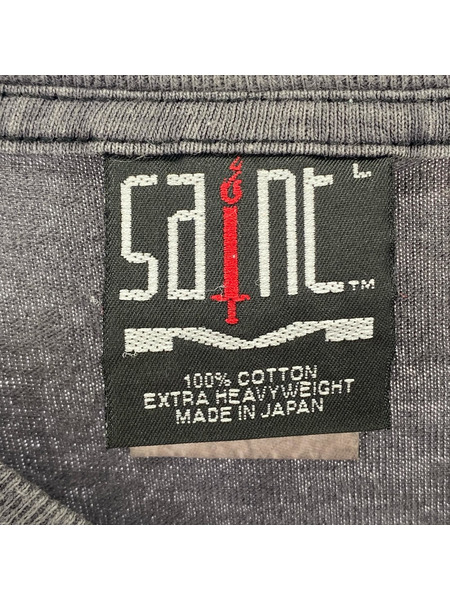 saint L
TM
100% COTTON
EXTRA HEAVYWEIGHT
MADE IN JAPAN